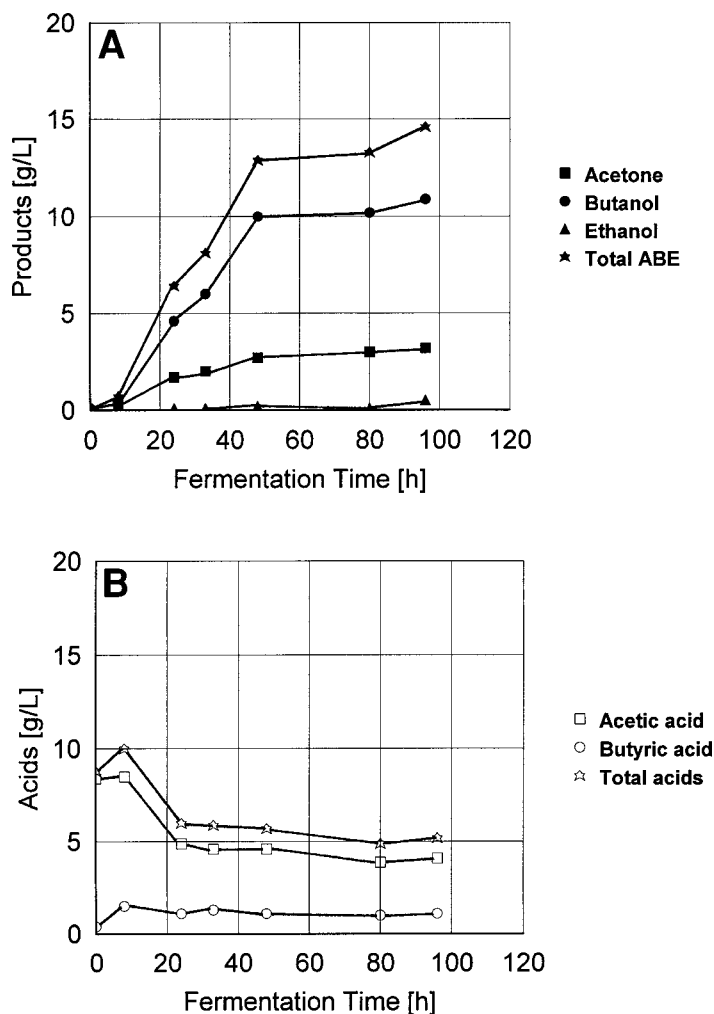 A
20
15
10
5
0
Products [g/L]
0 20 40 60 80 100 120
Fermentation Time [h]
Acetone
Butanol
Ethanol
Total ABE
B
20
15
10
5
0
Acids [g/L]
0 20 40 60 80 100 120
Fermentation Time [h]
Acetic acid
Butyric acid
Total acids